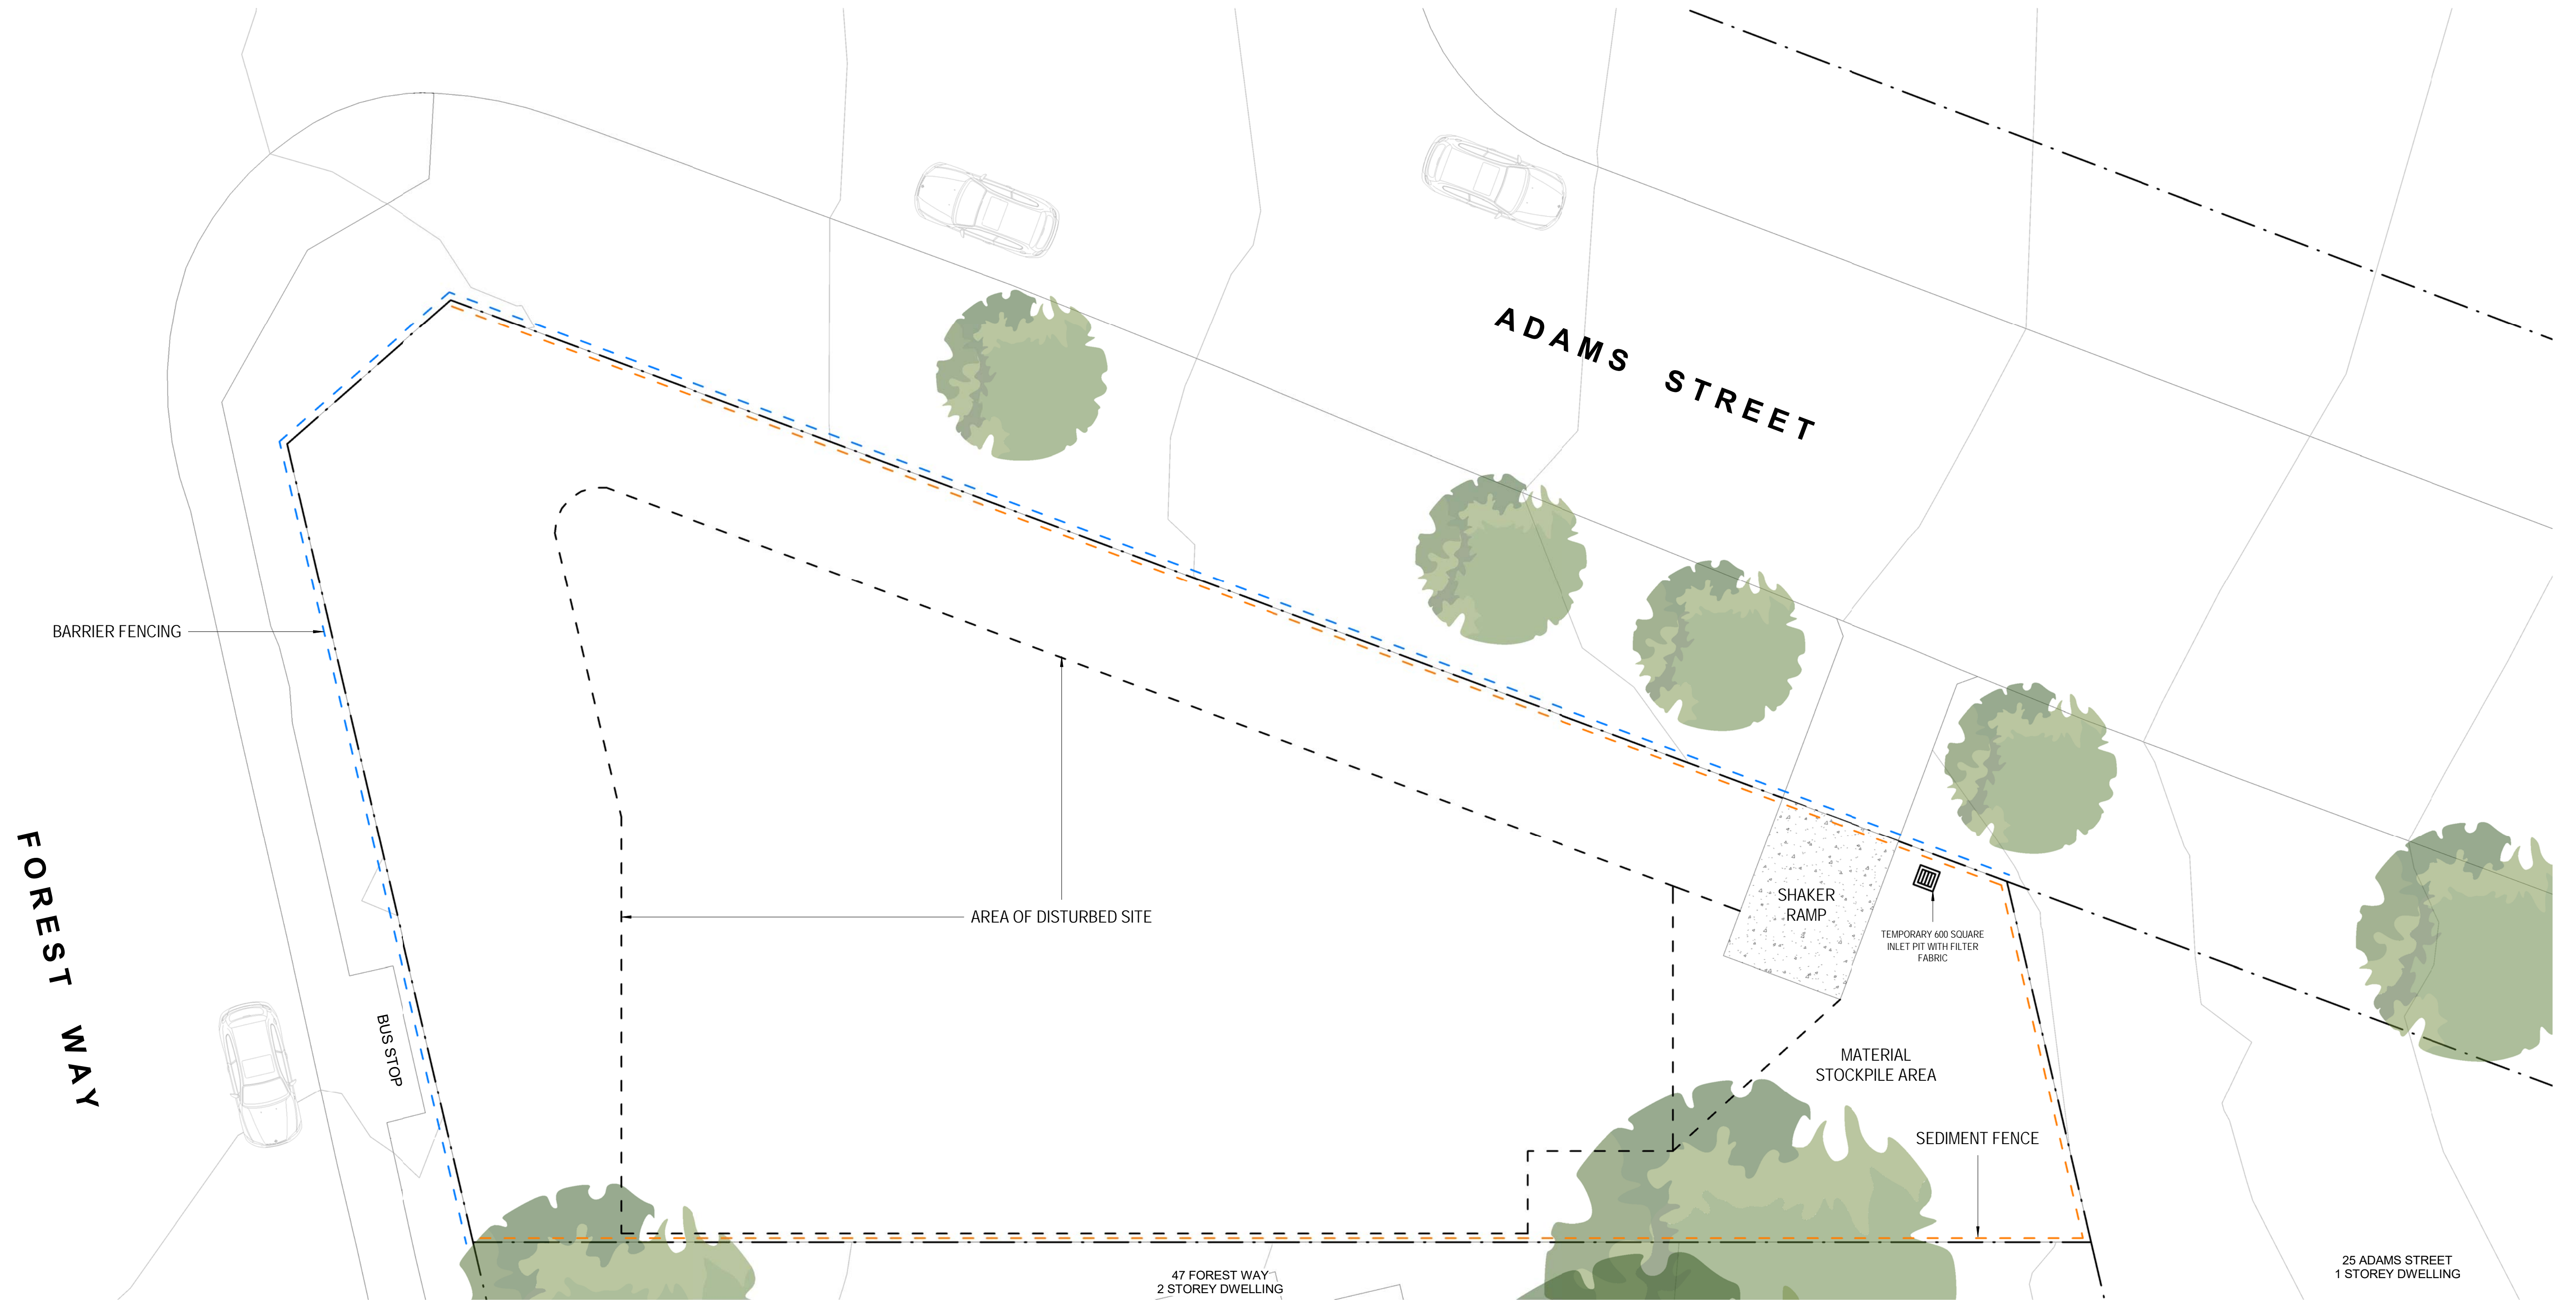 ADAMS STREET
BARRIER FENCING
FOREST WAY
AREA OF DISTURBED SITE
SHAKER
RAMP
TEMPORARY 600 SQUARE
INLET PIT WITH FILTER
FABRIC
BUS STOP
MATERIAL
STOCKPILE AREA
SEDIMENT FENCE
47 FOREST WAY
2 STOREY DWELLING
25 ADAMS STREET
1 STOREY DWELLING